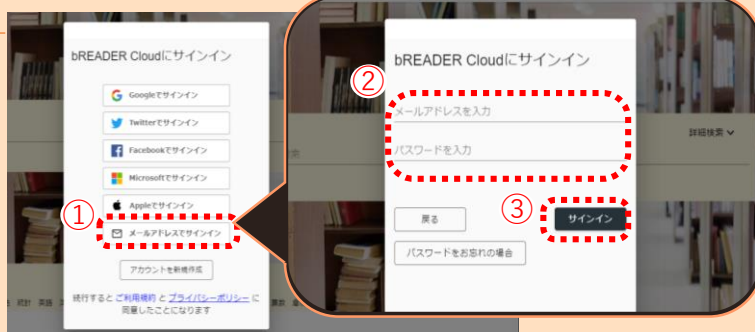 bREADER Cloudにサインイン
Googleでサインイン
Twitterでサインイン
Facebookでサインイン
Microsoftでサインイン
Appleでサインイン
①
メールアドレスでサインイン
アカウントを新規作成
続行するとご利用規約とプライバシーポリシーに
同意したことになります
統計 英語
bREADER Cloudにサインイン
②
メールアドレスを入力
パスワードを入力
戻る
③
サインイン
パスワードをお忘れの場合
詳細検索